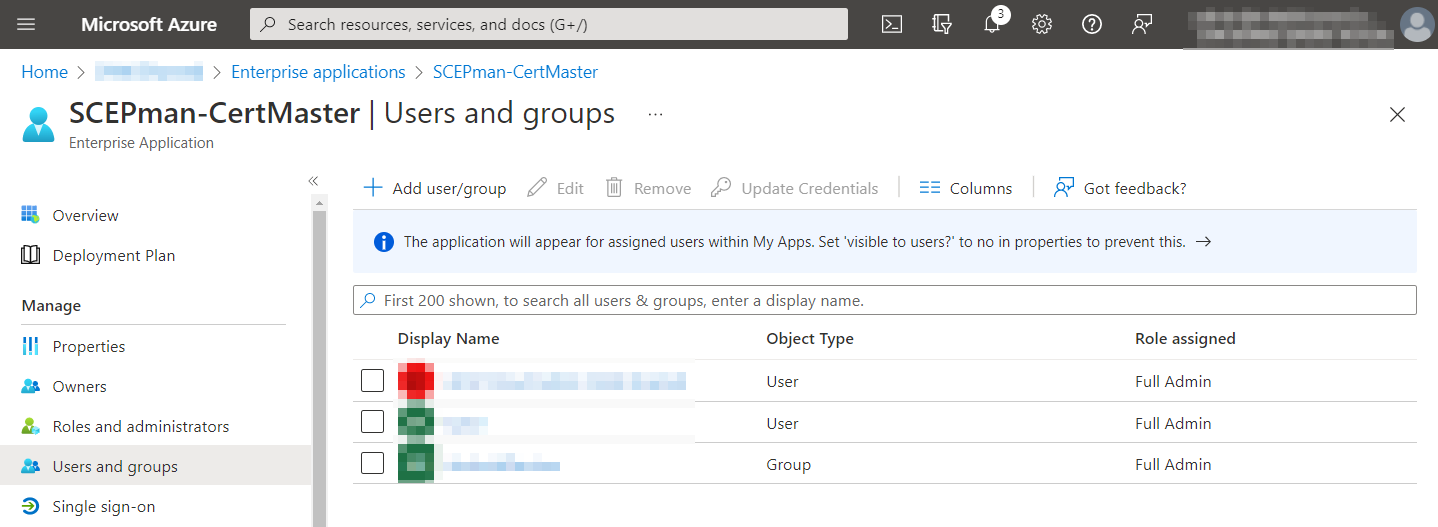 Microsoft Azure
Search resources, services, and docs (G+/)
3
Home > > Enterprise applications > SCEPman-CertMaster
SCEPman-CertMaster | Users and groups ...
Enterprise Application
«
Add user/group Edit Remove Update Credentials Columns Got feedback?
Overview
Deployment Plan
Manage
Properties
Owners
Roles and administrators
Users and groups
Single sign-on
The application will appear for assigned users within My Apps. Set 'visible to users?' to no in properties to prevent this. →
First 200 shown, to search all users & groups, enter a display name.
Display Name Object Type Role assigned
User Full Admin
User Full Admin
Group Full Admin